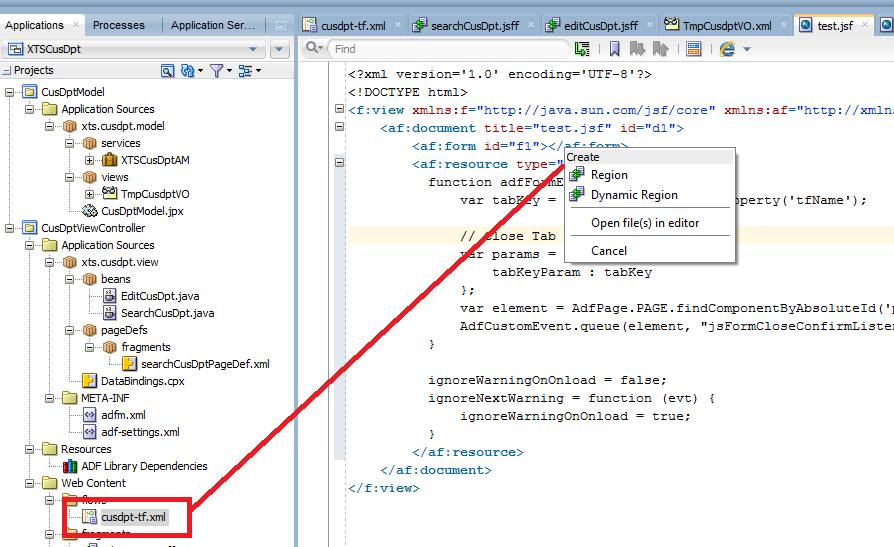 Applications
Processes
Application Ser...
XTSCusDpt
Projects
CusDptModel
Application Sources
xts.cusdpt.model
services
XTSCusDptAM
views
TmpCusdptVO
CusDptModel.jpx
CusDptViewController
Application Sources
xts.cusdpt.view
beans
EditCusDpt.java
SearchCusDpt.java
pageDefs
fragments
searchCusDptPageDef.xml
DataBindings.cpx
META-INF
adfm.xml
adf-settings.xml
Resources
ADF Library Dependencies
Web Content
flows
cusdpt-tf.xml
fragments
cusdpt-tf.xml
searchCusDpt.jsff
editCusDpt.jsff
TmpCusdptVO.xml
test.jsf
Find
<?xml version='1.0' encoding='UTF-8'?>
<!DOCTYPE html>
<f:view xmlns:f="http://java.sun.com/jsf/core" xmlns:af="http://xmln
<af:document title="test.jsf" id="d1">
<af:form id="f1"></af:form>
<af:resource type="
function adfFormE
var tabKey = roperty('tfName');
// Close Tab
var params =
tabKeyParam : tabKey
};
var element = AdfPage.PAGE.findComponentByAbsoluteId('p
AdfCustomEvent.queue(element, "jsFormCloseConfirmListen
}
ignoreWarningOnOnload = false;
ignoreNextWarning = function (evt) {
ignoreWarningOnOnload = true;
}
</af:resource>
</af:document>
</f:view>
Create
Region
Dynamic Region
Open file(s) in editor
Cancel